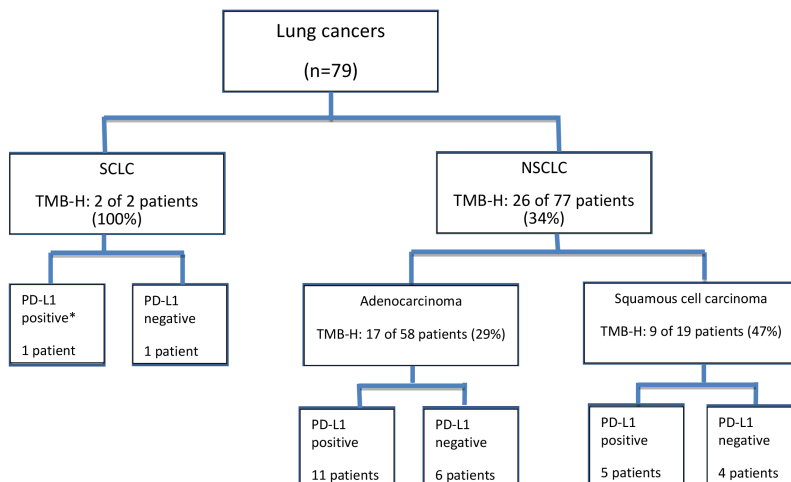 Lung cancers
(n=79)
SCLC
TMB-H: 2 of 2 patients
(100%)
NSCLC
TMB-H: 26 of 77 patients
(34%)
PD-L1
positive*
1 patient
PD-L1
negative
1 patient
Adenocarcinoma
TMB-H: 17 of 58 patients (29%)
Squamous cell carcinoma
TMB-H: 9 of 19 patients (47%)
PD-L1
positive
11 patients
PD-L1
negative
6 patients
PD-L1
positive
5 patients
PD-L1
negative
4 patients